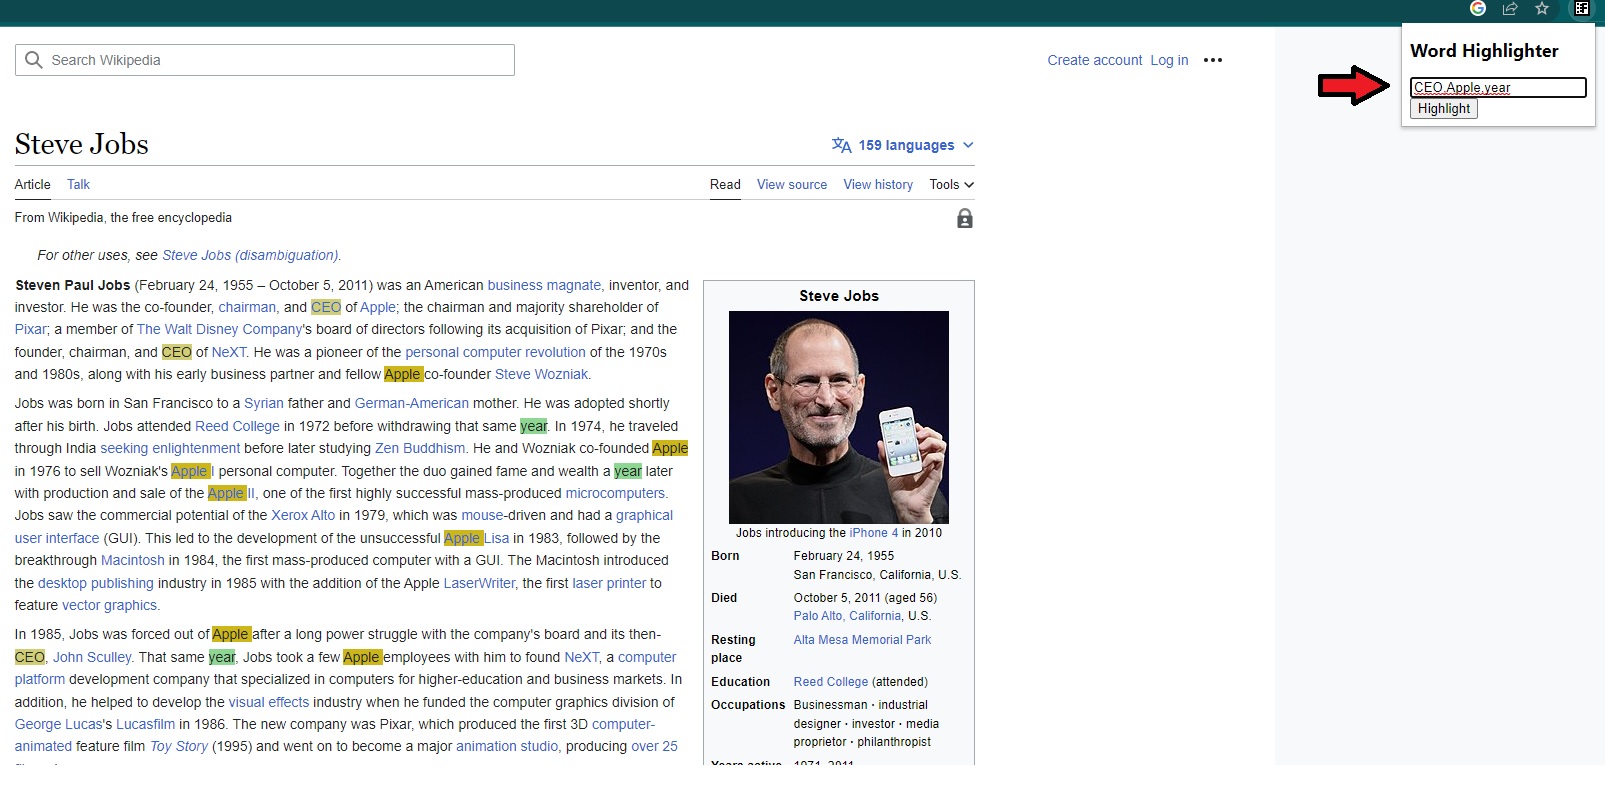 Word Highlighter
CEO,Apple,year
Highlight
Search Wikipedia
Create account Log in
Steve Jobs
159 languages
Article Talk
Read View source View history Tools
From Wikipedia, the free encyclopedia
For other uses, see Steve Jobs (disambiguation).
Steven Paul Jobs (February 24, 1955 – October 5, 2011) was an American business magnate, inventor, and
investor. He was the co-founder, chairman, and CEO of Apple; the chairman and majority shareholder of
Pixar; a member of The Walt Disney Company's board of directors following its acquisition of Pixar; and the
founder, chairman, and CEO of NeXT. He was a pioneer of the personal computer revolution of the 1970s
and 1980s, along with his early business partner and fellow Apple co-founder Steve Wozniak.
Jobs was born in San Francisco to a Syrian father and German-American mother. He was adopted shortly
after his birth. Jobs attended Reed College in 1972 before withdrawing that same year. In 1974, he traveled
through India seeking enlightenment before later studying Zen Buddhism. He and Wozniak co-founded Apple
in 1976 to sell Wozniak's Apple I personal computer. Together the duo gained fame and wealth a year later
with production and sale of the Apple II, one of the first highly successful mass-produced microcomputers.
Jobs saw the commercial potential of the Xerox Alto in 1979, which was mouse-driven and had a graphical
user interface (GUI). This led to the development of the unsuccessful Apple Lisa in 1983, followed by the
breakthrough Macintosh in 1984, the first mass-produced computer with a GUI. The Macintosh introduced
the desktop publishing industry in 1985 with the addition of the Apple LaserWriter, the first laser printer to
feature vector graphics.
In 1985, Jobs was forced out of Apple after a long power struggle with the company's board and its then-
CEO, John Sculley. That same year, Jobs took a few Apple employees with him to found NeXT, a computer
platform development company that specialized in computers for higher-education and business markets. In
addition, he helped to develop the visual effects industry when he funded the computer graphics division of
George Lucas's Lucasfilm in 1986. The new company was Pixar, which produced the first 3D computer-
animated feature film Toy Story (1995) and went on to become a major animation studio, producing over 25
Steve Jobs
Jobs introducing the iPhone 4 in 2010
Born February 24, 1955
San Francisco, California, U.S.
Died October 5, 2011 (aged 56)
Palo Alto, California, U.S.
Resting place Alta Mesa Memorial Park
Education Reed College (attended)
Occupations Businessman · industrial
designer · investor · media
proprietor · philanthropist
Years active 1971–2011